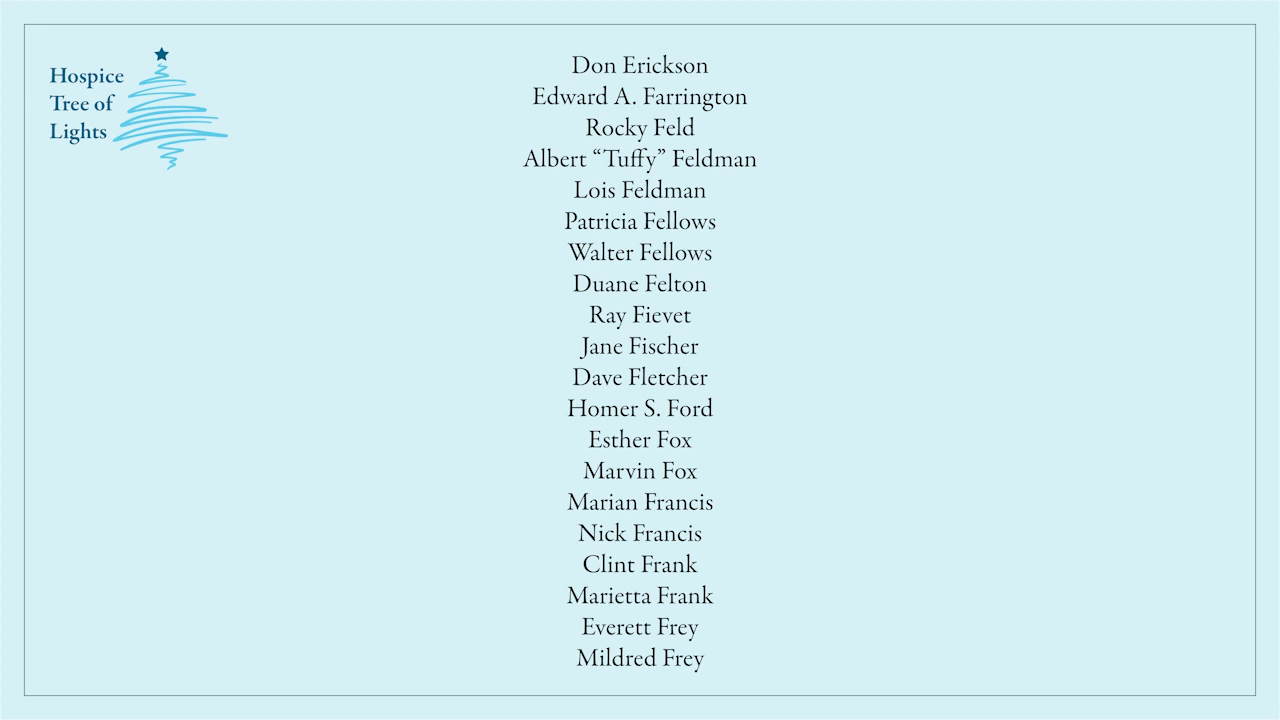 Hospice
Tree of
Lights
Don Erickson
Edward A. Farrington
Rocky Feld
Albert “Tuffy” Feldman
Lois Feldman
Patricia Fellows
Walter Fellows
Duane Felton
Ray Fievet
Jane Fischer
Dave Fletcher
Homer S. Ford
Esther Fox
Marvin Fox
Marian Francis
Nick Francis
Clint Frank
Marietta Frank
Everett Frey
Mildred Frey